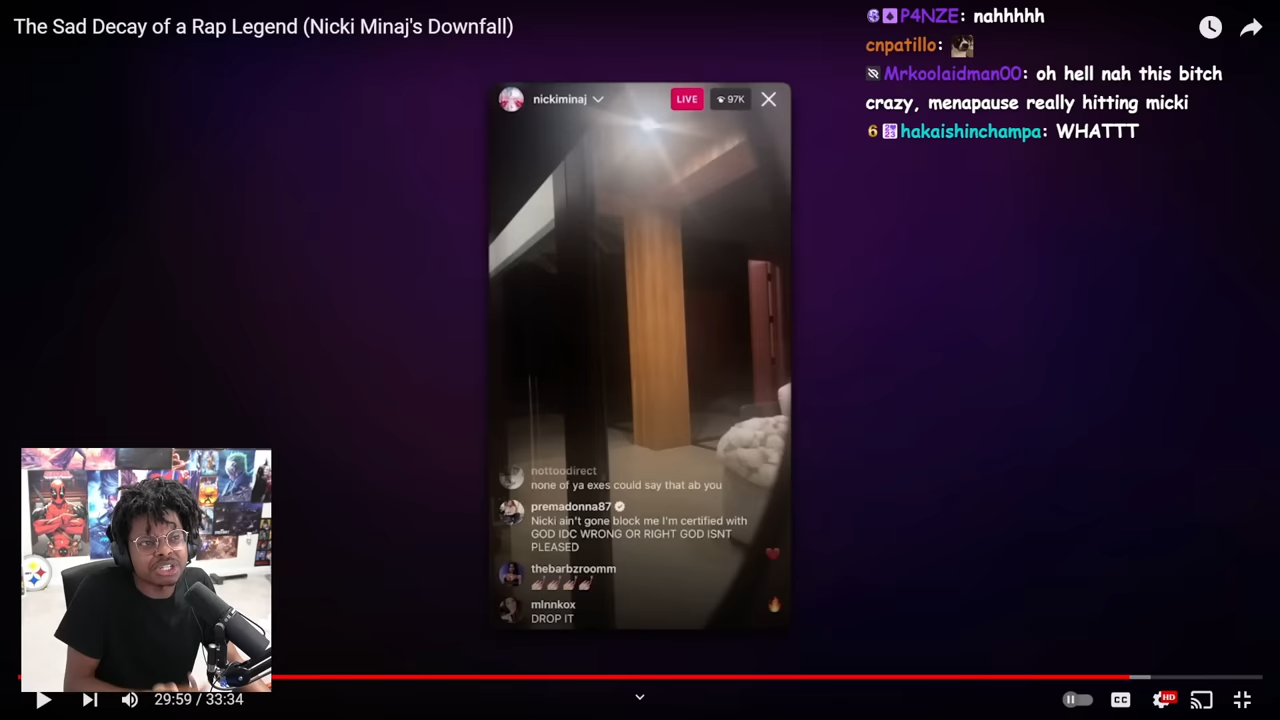 The Sad Decay of a Rap Legend (Nicki Minaj's Downfall)
P4NZE: nahhhhh
cnpatillo:
Mrkoolaidman00: oh hell nah this bitch
crazy, menapause really hitting micki
6 hakaishinchampa: WHATTT
nickiminaj
LIVE
97K
nottoodirect
none of ya exes could say that ab you
premadonna87
Nicki ain't gone block me I'm certified with
GOD IDC WRONG OR RIGHT GOD ISNT
PLEASED
thebarbzroomm
mlnnkox
DROP IT
29:59 / 33:34
CC
HD